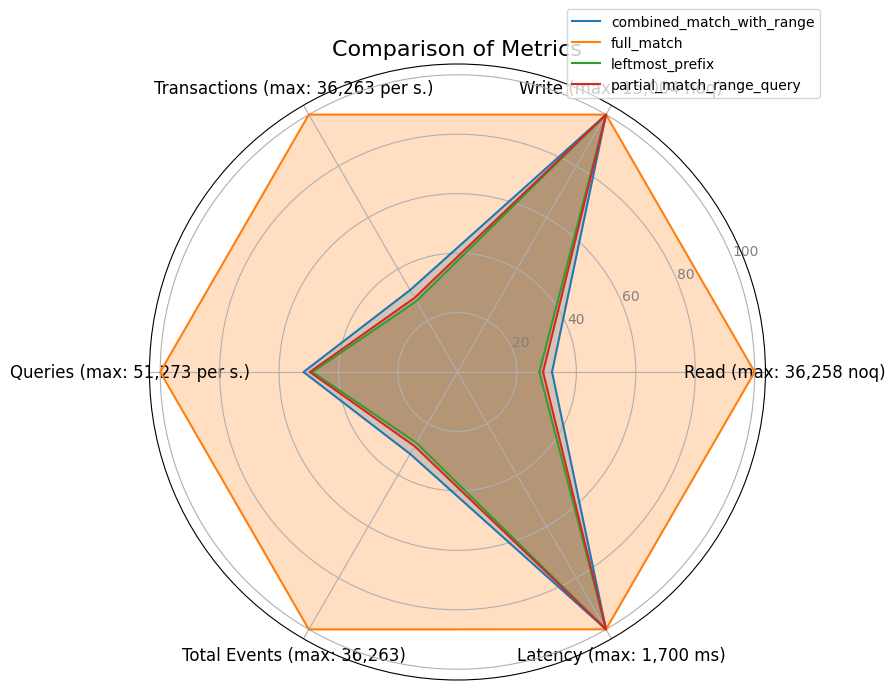 combined_match_with_range
full_match
leftmost_prefix
partial_match_range_query
Comparison of Metrics
Transactions (max: 36,263 per s.)
Write (max: noq)
100
80
60
40
20
Queries (max: 51,273 per s.)
Read (max: 36,258 noq)
Total Events (max: 36,263)
Latency (max: 1,700 ms)